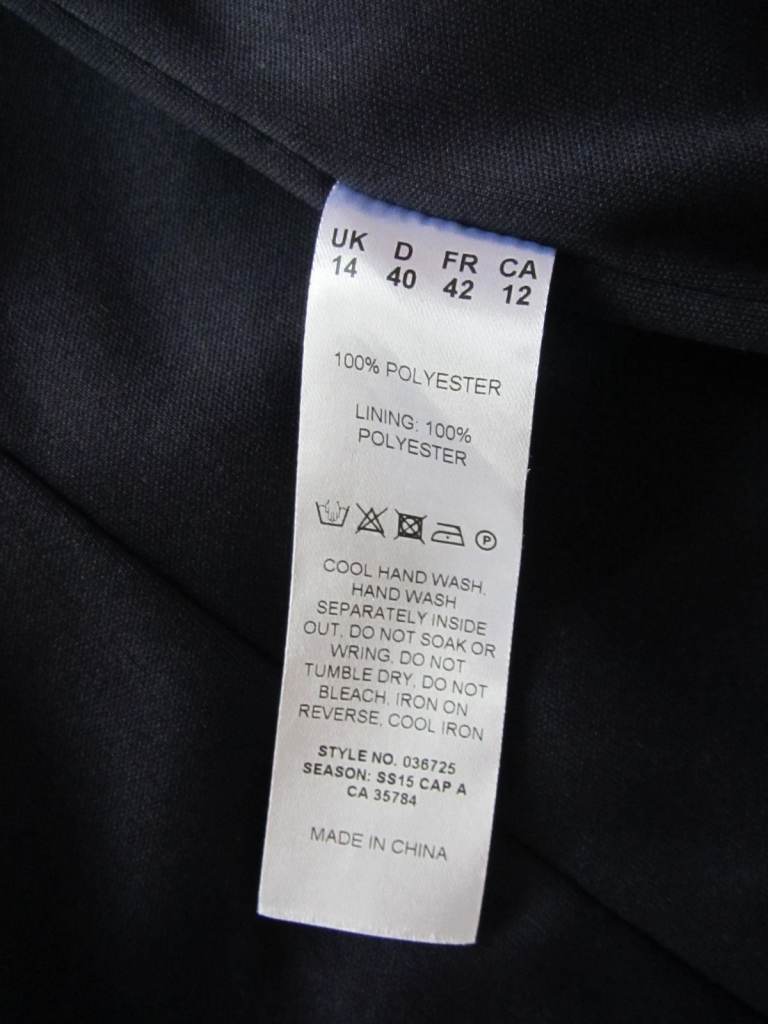 UK D FR CA
14 40 42 12
100% POLYESTER
LINING: 100%
POLYESTER
P
COOL HAND WASH,
HAND WASH
SEPARATELY INSIDE
OUT, DO NOT SOAK OR
WRING, DO NOT
TUMBLE DRY, DO NOT
BLEACH, IRON ON
REVERSE, COOL IRON
STYLE NO. 036725
SEASON: SS15 CAP A
CA 35784
MADE IN CHINA